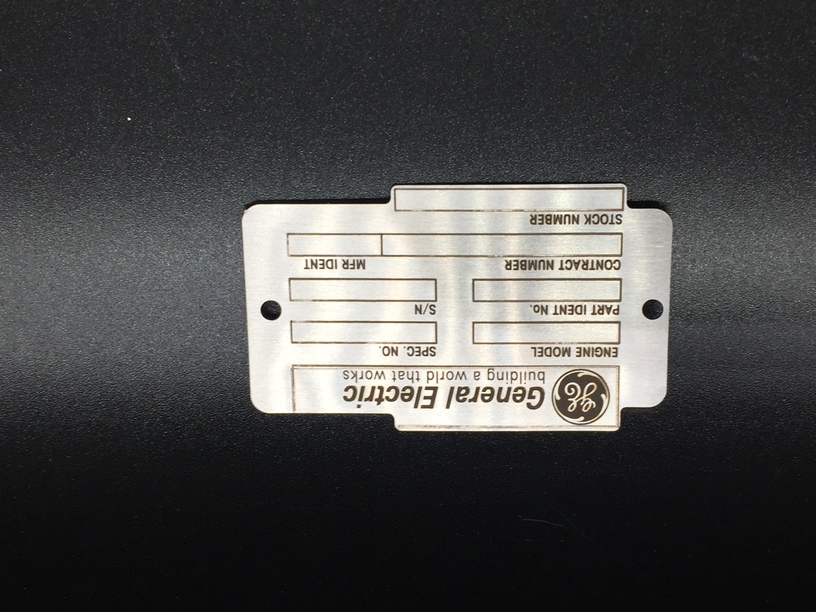 General Electric
building a world that works
ENGINE MODEL SPEC. NO.
PART IDENT No. S/N
CONTRACT NUMBER MFR IDENT
STOCK NUMBER